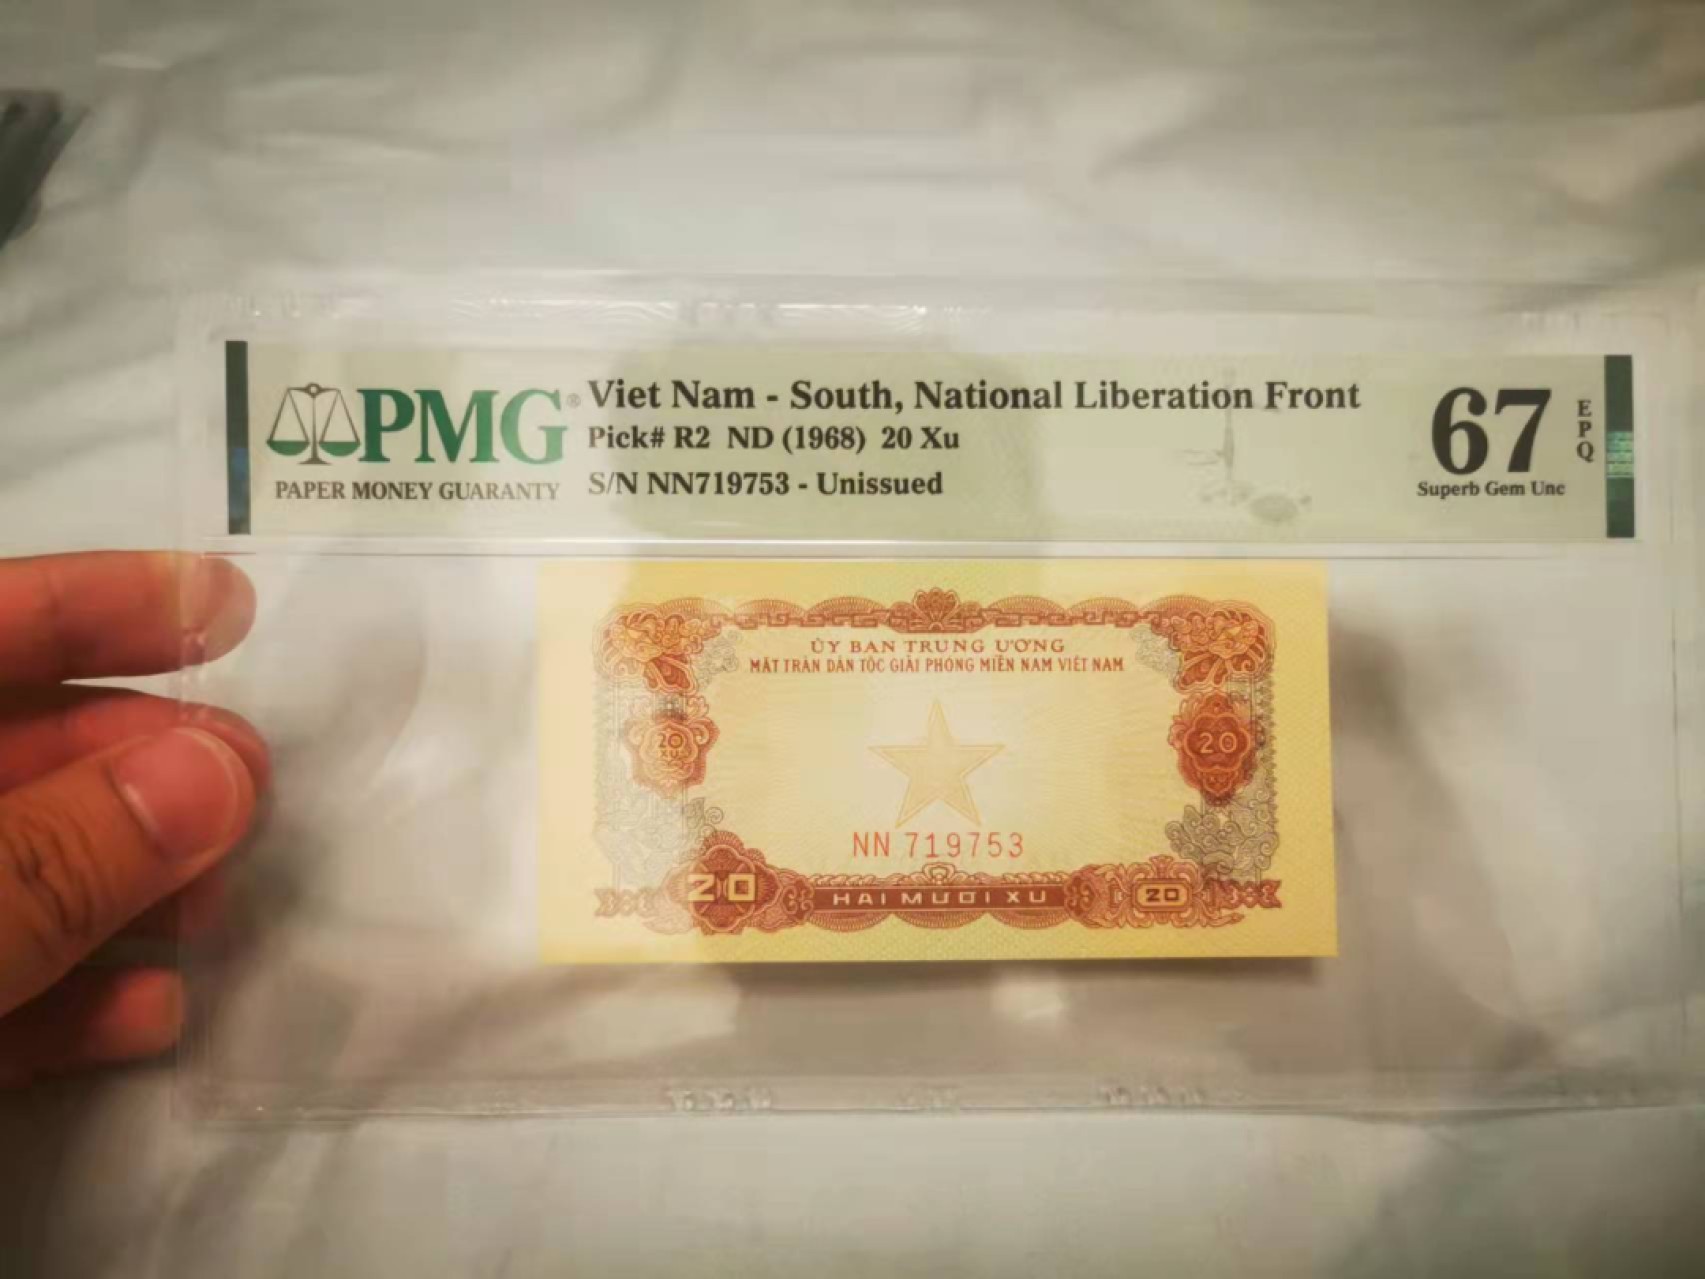 PMG®
PAPER MONEY GUARANTY
Viet Nam - South, National Liberation Front
Pick# R2 ND (1968) 20 Xu
S/N NN719753 - Unissued
67
EPQ
Superb Gem Unc
ỦY BAN TRUNG ƯƠNG
MẶT TRẬN DÂN TỘC GIẢI PHÓNG MIỀN NAM VIỆT NAM
20
XU
20
NN 719753
20
HAI MƯƠI XU
20